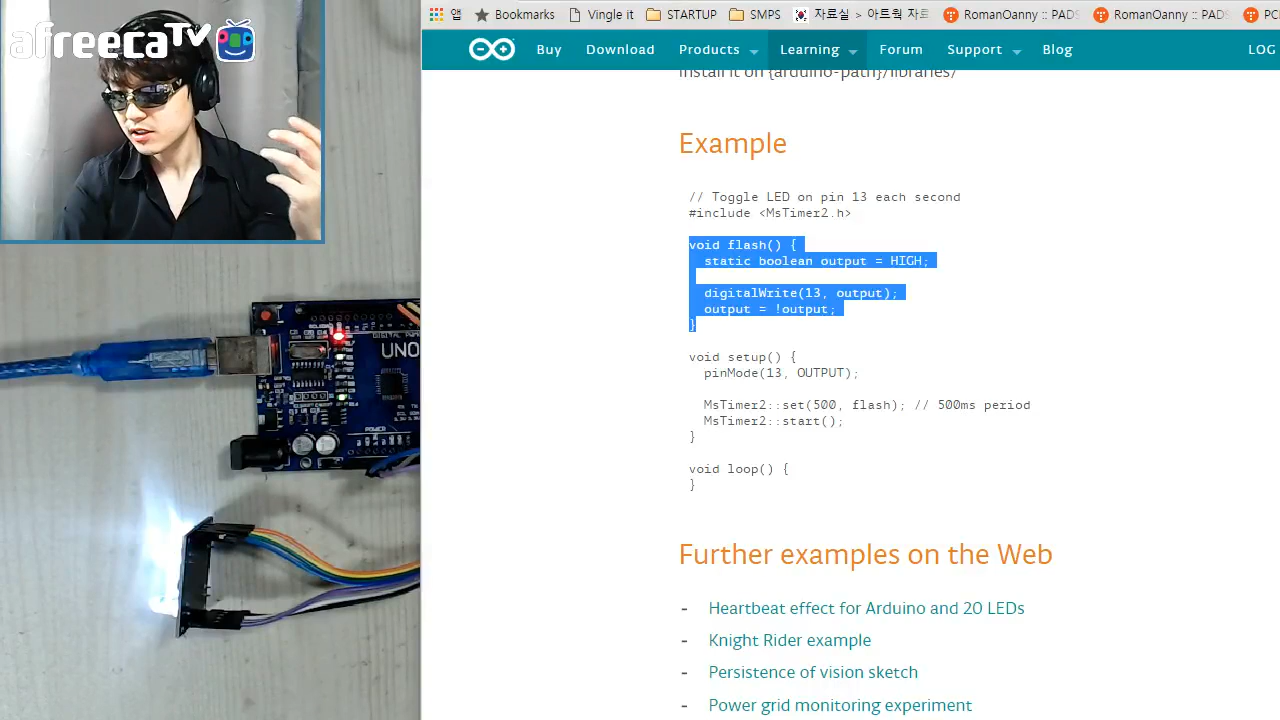 afreecaTV
앱
Bookmarks
Vingle it
STARTUP
SMPS
자료실 > 아트웍 자료
RomanOanny :: PADS
RomanOanny :: PADS
Buy
Download
Products
Learning
Forum
Support
Blog
LOG
install it on {arduino-path}/libraries/
Example
// Toggle LED on pin 13 each second
#include <MsTimer2.h>
void flash() {
static boolean output = HIGH;
digitalWrite(13, output);
output = !output;
}
void setup() {
pinMode(13, OUTPUT);
MsTimer2::set(500, flash); // 500ms period
MsTimer2::start();
}
void loop() {
}
Further examples on the Web
- Heartbeat effect for Arduino and 20 LEDs
- Knight Rider example
- Persistence of vision sketch
- Power grid monitoring experiment
UNO
POWER